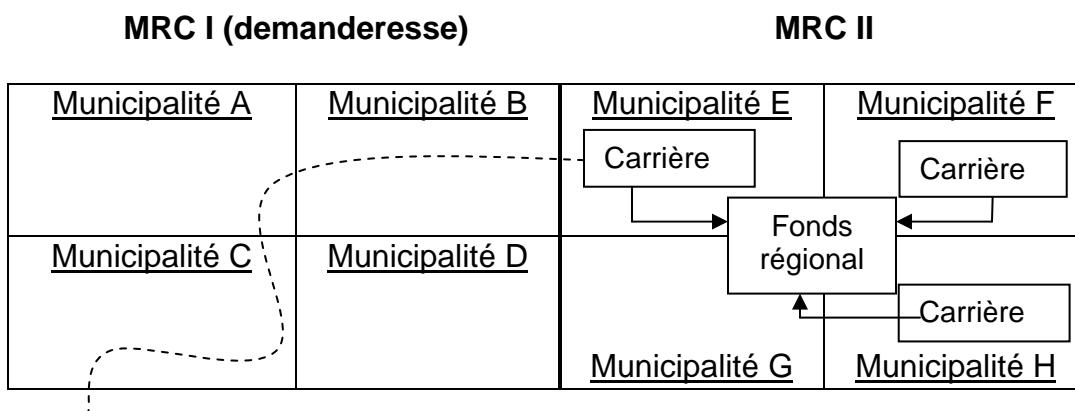 MRC I (demanderesse) MRC II
Municipalité A Municipalité B Municipalité E Municipalité F
Carrière
Carrière
Fonds
régional
Municipalité C Municipalité D
Carrière
Municipalité G Municipalité H